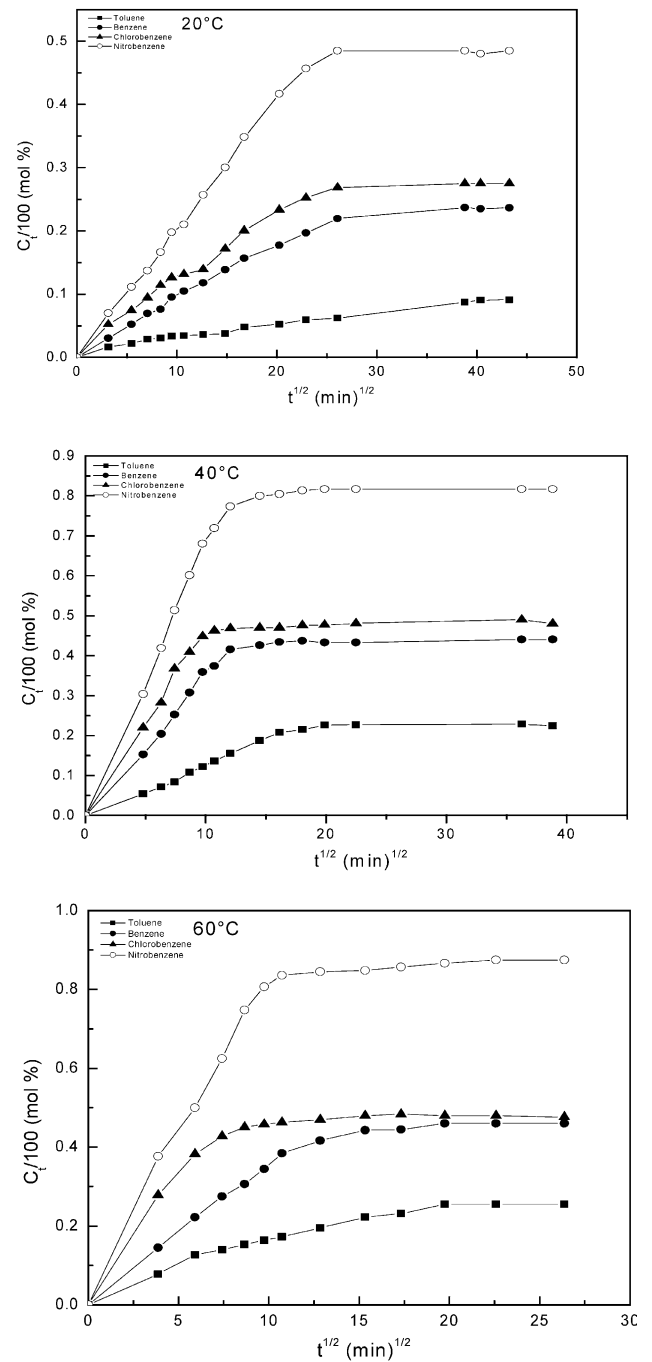 20°C
Toluene
Benzene
Chlorobenzene
Nitrobenzene
0.5
0.4
0.3
0.2
0.1
0.0
C_t/100 (mol %)
0 10 20 30 40 50
t^1/2 (min)^1/2
40°C
Toluene
Benzene
Chlorobenzene
Nitrobenzene
0.9
0.8
0.7
0.6
0.5
0.4
0.3
0.2
0.1
0.0
C_t/100 (mol %)
0 10 20 30 40
t^1/2 (min)^1/2
60°C
Toluene
Benzene
Chlorobenzene
Nitrobenzene
1.0
0.8
0.6
0.4
0.2
0.0
C_t/100 (mol %)
0 5 10 15 20 25 30
t^1/2 (min)^1/2